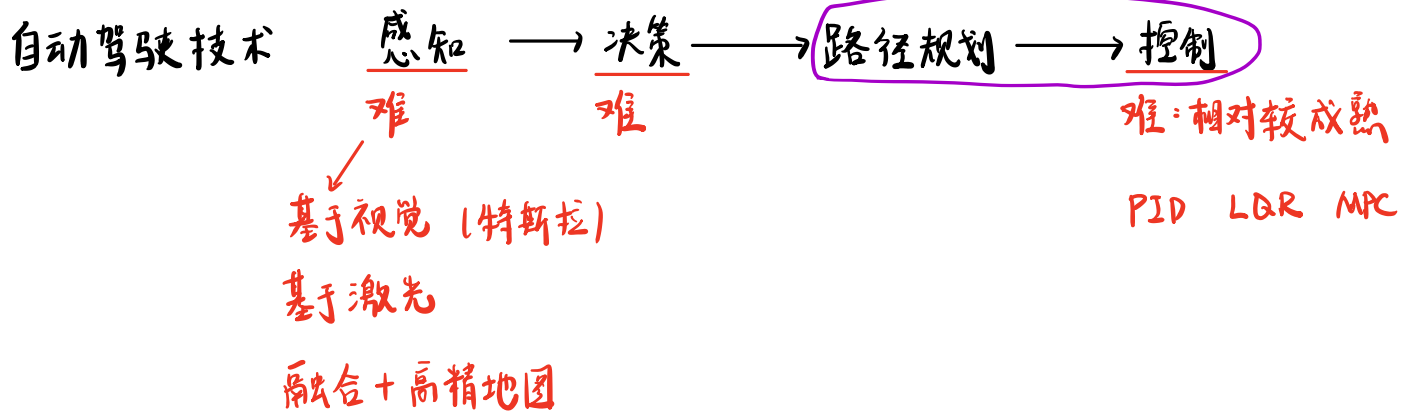 自动驾驶技术 感知 → 决策 → 路径规划 → 控制
难 难 难：相对较成熟
基于视觉（特斯拉） PID LQR MPC
基于激光
融合+高精地图